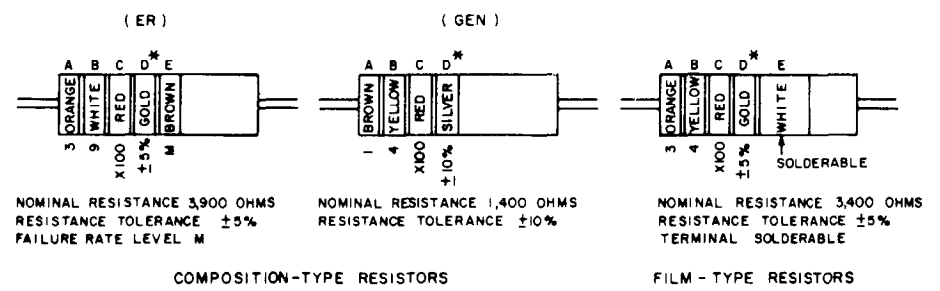 (ER) (GEN)
A B C D* E
ORANGE WHITE RED GOLD BROWN
3 9 X100 ±5% M
A B C D*
BROWN YELLOW RED SILVER
1 4 X100 ±10%
A B C D* E
ORANGE YELLOW RED GOLD WHITE
3 4 X100 ±5% SOLDERABLE
NOMINAL RESISTANCE 3,900 OHMS
RESISTANCE TOLERANCE ±5%
FAILURE RATE LEVEL M
NOMINAL RESISTANCE 1,400 OHMS
RESISTANCE TOLERANCE ±10%
NOMINAL RESISTANCE 3,400 OHMS
RESISTANCE TOLERANCE ±5%
TERMINAL SOLDERABLE
COMPOSITION-TYPE RESISTORS
FILM-TYPE RESISTORS